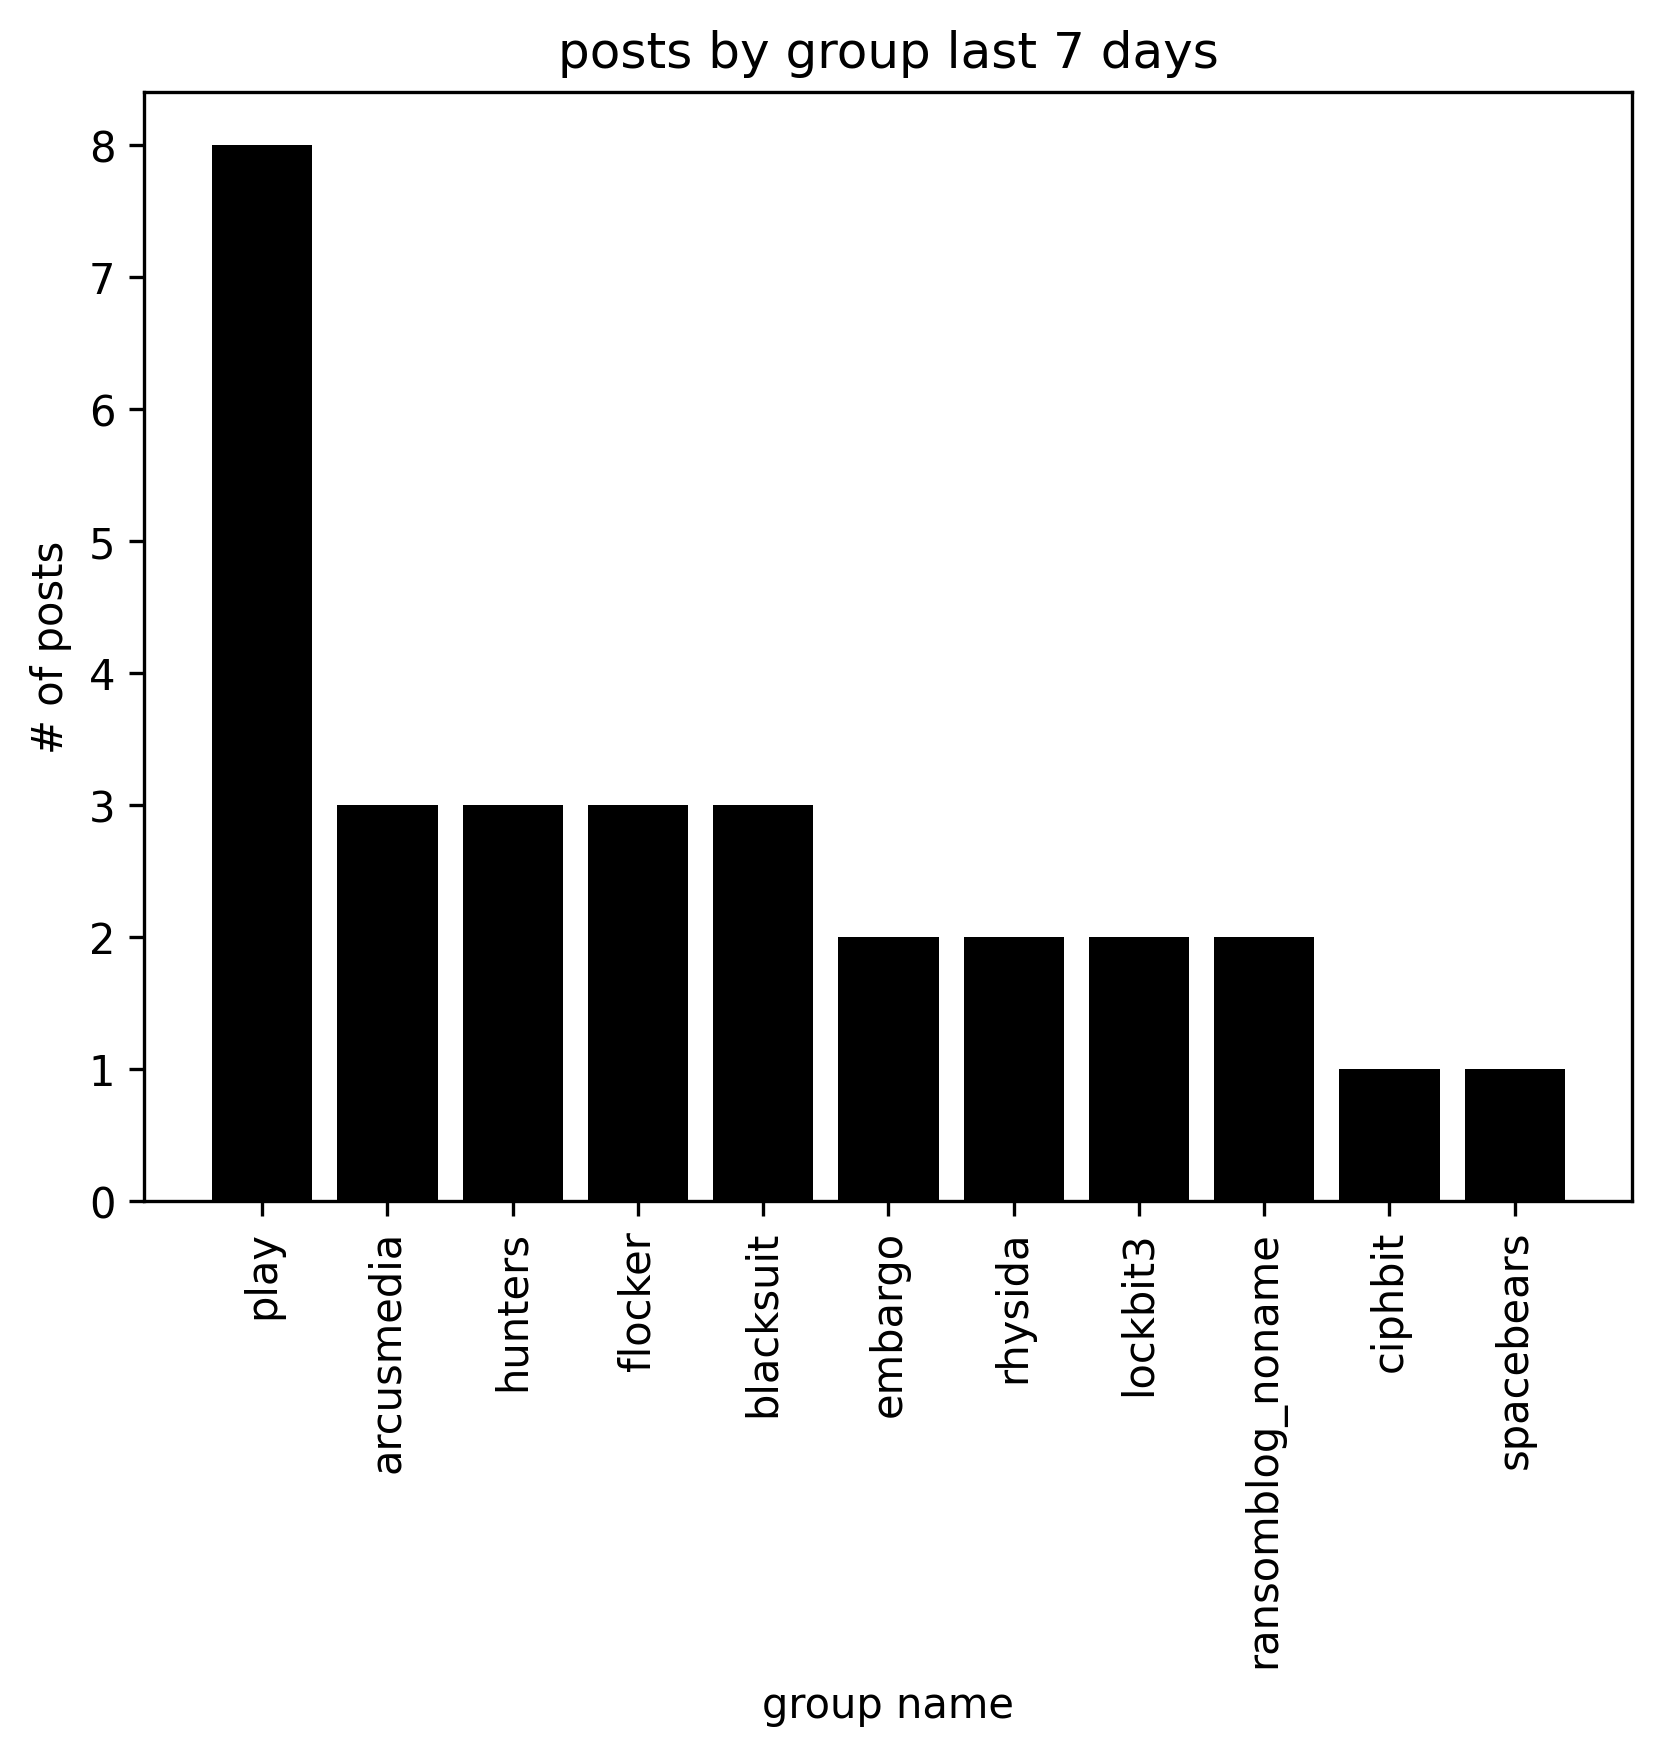 posts by group last 7 days
# of posts
8
7
6
5
4
3
2
1
0
play
arcusmedia
hunters
flocker
blacksuit
embargo
rhysida
lockbit3
ransomblog_noname
ciphbit
spacebears
group name